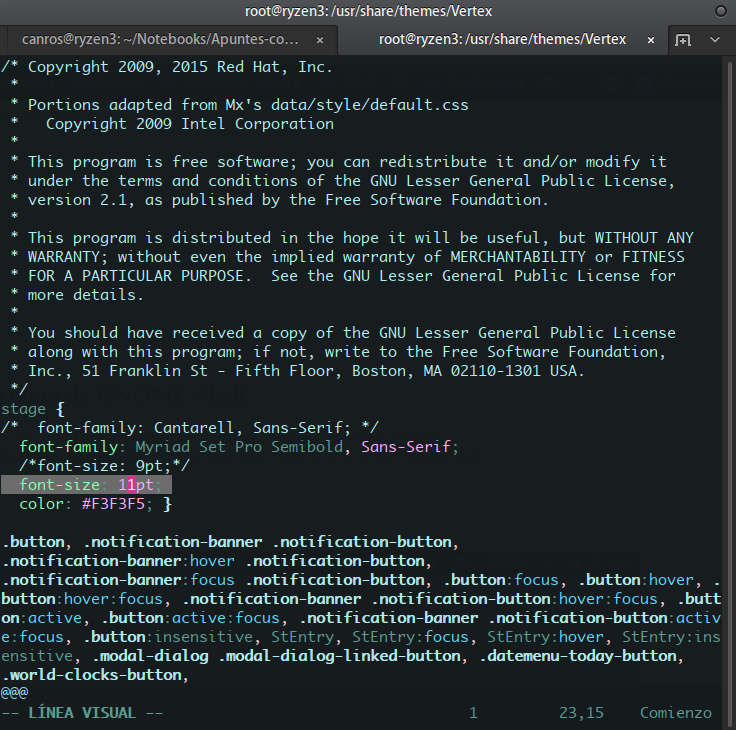 root@ryzen3: /usr/share/themes/Vertex
canros@ryzen3: ~/Notebooks/Apuntes-co... × root@ryzen3: /usr/share/themes/Vertex ×
/* Copyright 2009, 2015 Red Hat, Inc.
 *
 * Portions adapted from Mx's data/style/default.css
 *   Copyright 2009 Intel Corporation
 *
 * This program is free software; you can redistribute it and/or modify it
 * under the terms and conditions of the GNU Lesser General Public License,
 * version 2.1, as published by the Free Software Foundation.
 *
 * This program is distributed in the hope it will be useful, but WITHOUT ANY
 * WARRANTY; without even the implied warranty of MERCHANTABILITY or FITNESS
 * FOR A PARTICULAR PURPOSE.  See the GNU Lesser General Public License for
 * more details.
 *
 * You should have received a copy of the GNU Lesser General Public License
 * along with this program; if not, write to the Free Software Foundation,
 * Inc., 51 Franklin St - Fifth Floor, Boston, MA 02110-1301 USA.
 */
stage {
/*  font-family: Cantarell, Sans-Serif; */
  font-family: Myriad Set Pro Semibold, Sans-Serif;
  /*font-size: 9pt;*/
  font-size: 11pt;
  color: #F3F3F5; }

.button, .notification-banner .notification-button,
.notification-banner:hover .notification-button,
.notification-banner:focus .notification-button, .button:focus, .button:hover, .
button:hover:focus, .notification-banner .notification-button:hover:focus, .butt
on:active, .button:active:focus, .notification-banner .notification-button:activ
e:focus, .button:insensitive, StEntry, StEntry:focus, StEntry:hover, StEntry:ins
ensitive, .modal-dialog .modal-dialog-linked-button, .datemenu-today-button,
.world-clocks-button,
@@@
-- LÍNEA VISUAL -- 1 23,15 Comienzo